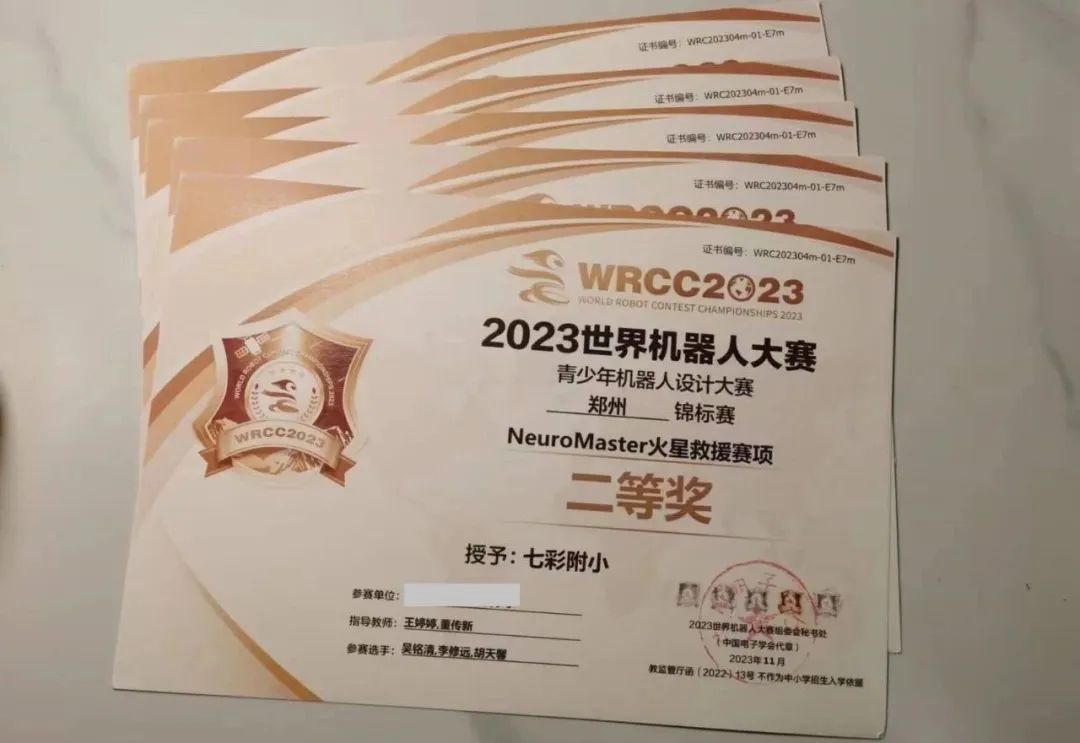 证书编号：WRC202304m-01-E7m
证书编号：WRC202304m-01-E7m
证书编号：WRC202304m-01-E7m
证书编号：WRC202304m-01-E7m
WRCC2023
证书编号：WRC202304m-01-E7m
WRCC2023
WORLD ROBOT CONTEST CHAMPIONSHIPS 2023
2023世界机器人大赛
青少年机器人设计大赛
郑州 锦标赛
NeuroMaster火星救援赛项
二等奖
WORLD ROBOT CONTEST CHAMPIONSHIPS 2023
WRCC2023
授予：七彩附小
参赛单位：
指导教师：王婷婷,董传新
参赛选手：吴铭清,李修远,胡天馨
2023世界机器人大赛组委会秘书处
（中国电子学会代章）
2023年11月
教监管厅函（2022）13号 不作为中小学招生入学依据